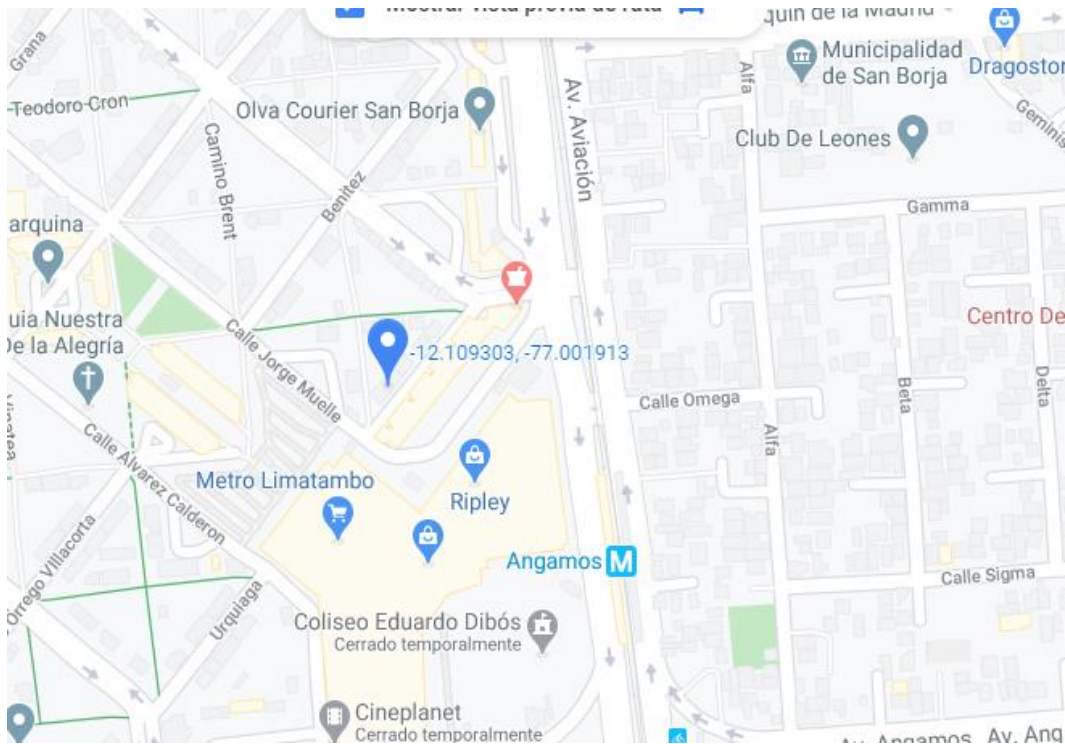 Mostrar vista previa de ruta
Grana
Teodoro Cron
Olva Courier San Borja
Camino Brent
Benitez
Av. Aviación
Alfa
quin de la Madrid
Municipalidad
de San Borja
Dragostor
Geminis
Club De Leones
Gamma
arquina
uia Nuestra
De la Alegría
Calle Jorge Muelle
-12.109303, -77.001913
Centro De
Calle Omega
Beta
Delta
Alfa
Calle Alvarez Calderon
Metro Limatambo
Ripley
Orrego Villacorta
Urquiaga
Angamos M
Calle Sigma
Coliseo Eduardo Dibós
Cerrado temporalmente
Cineplanet
Cerrado temporalmente
Av. Angamos
Av. Ang